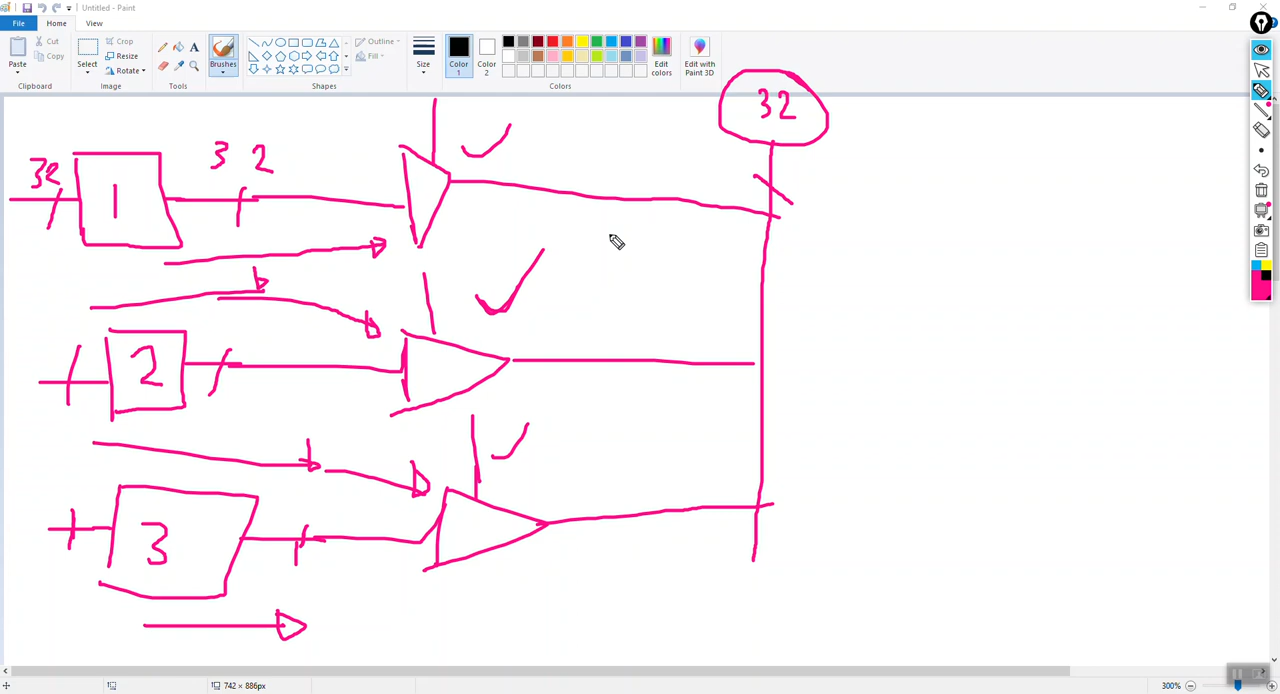 Untitled - Paint
File Home View
Paste
Cut
Copy
Clipboard
Select
Crop
Resize
Rotate
Image
A
Tools
Brushes
Shapes
Outline
Fill
Size
Color 1
Color 2
Edit colors
Edit with Paint 3D
Colors
32
32
1
3 2
2
3
742 × 886px
300%